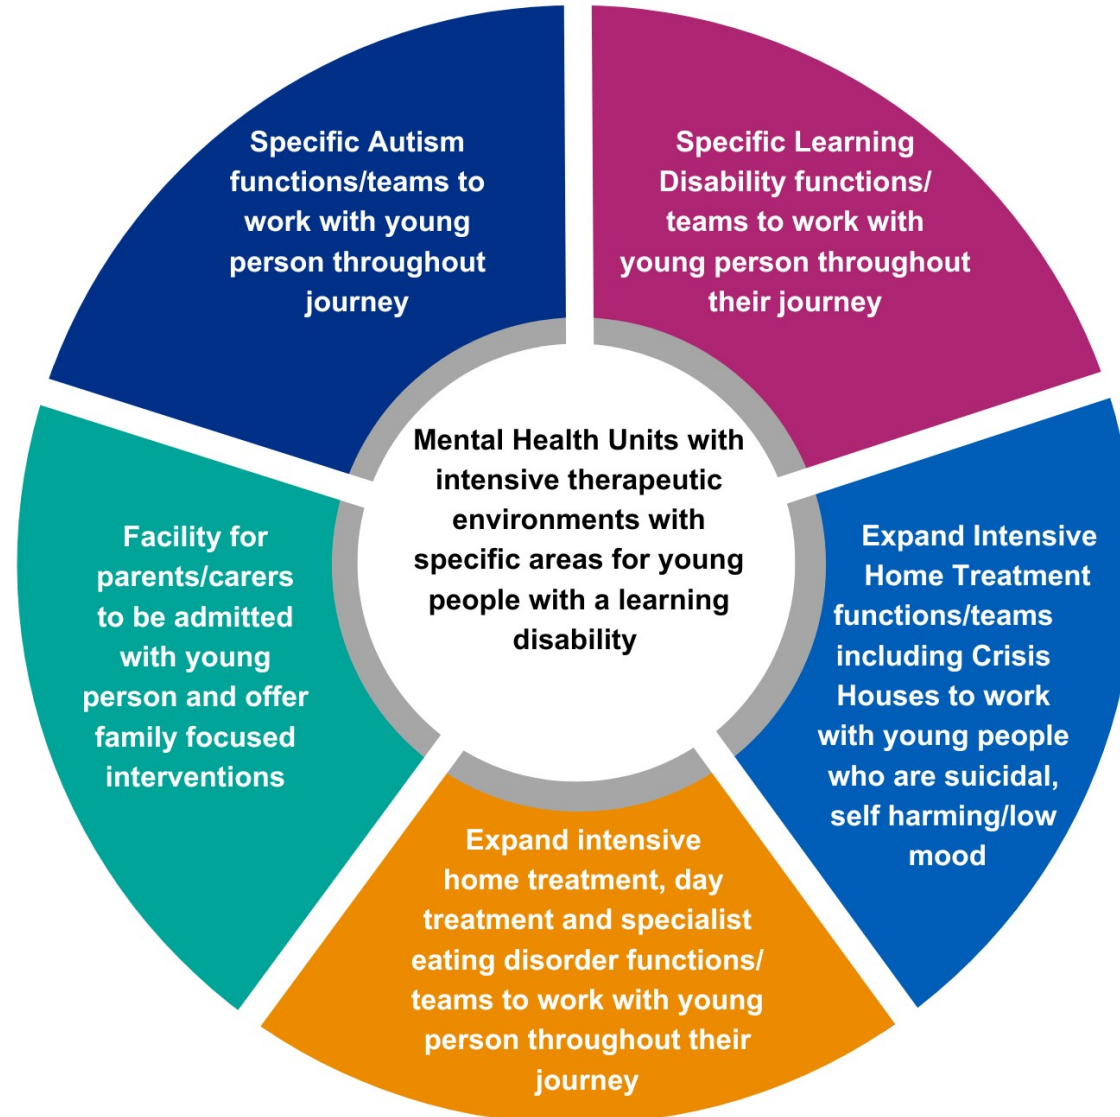 Specific Autism
functions/teams to
work with young
person throughout
journey
Specific Learning
Disability functions/
teams to work with
young person throughout
their journey
Mental Health Units with
intensive therapeutic
environments with
specific areas for young
people with a learning
disability
Facility for
parents/carers
to be admitted
with young
person and offer
family focused
interventions
Expand Intensive
Home Treatment
functions/teams
including Crisis
Houses to work
with young people
who are suicidal,
self harming/low
mood
Expand intensive
home treatment, day
treatment and specialist
eating disorder functions/
teams to work with young
person throughout their
journey